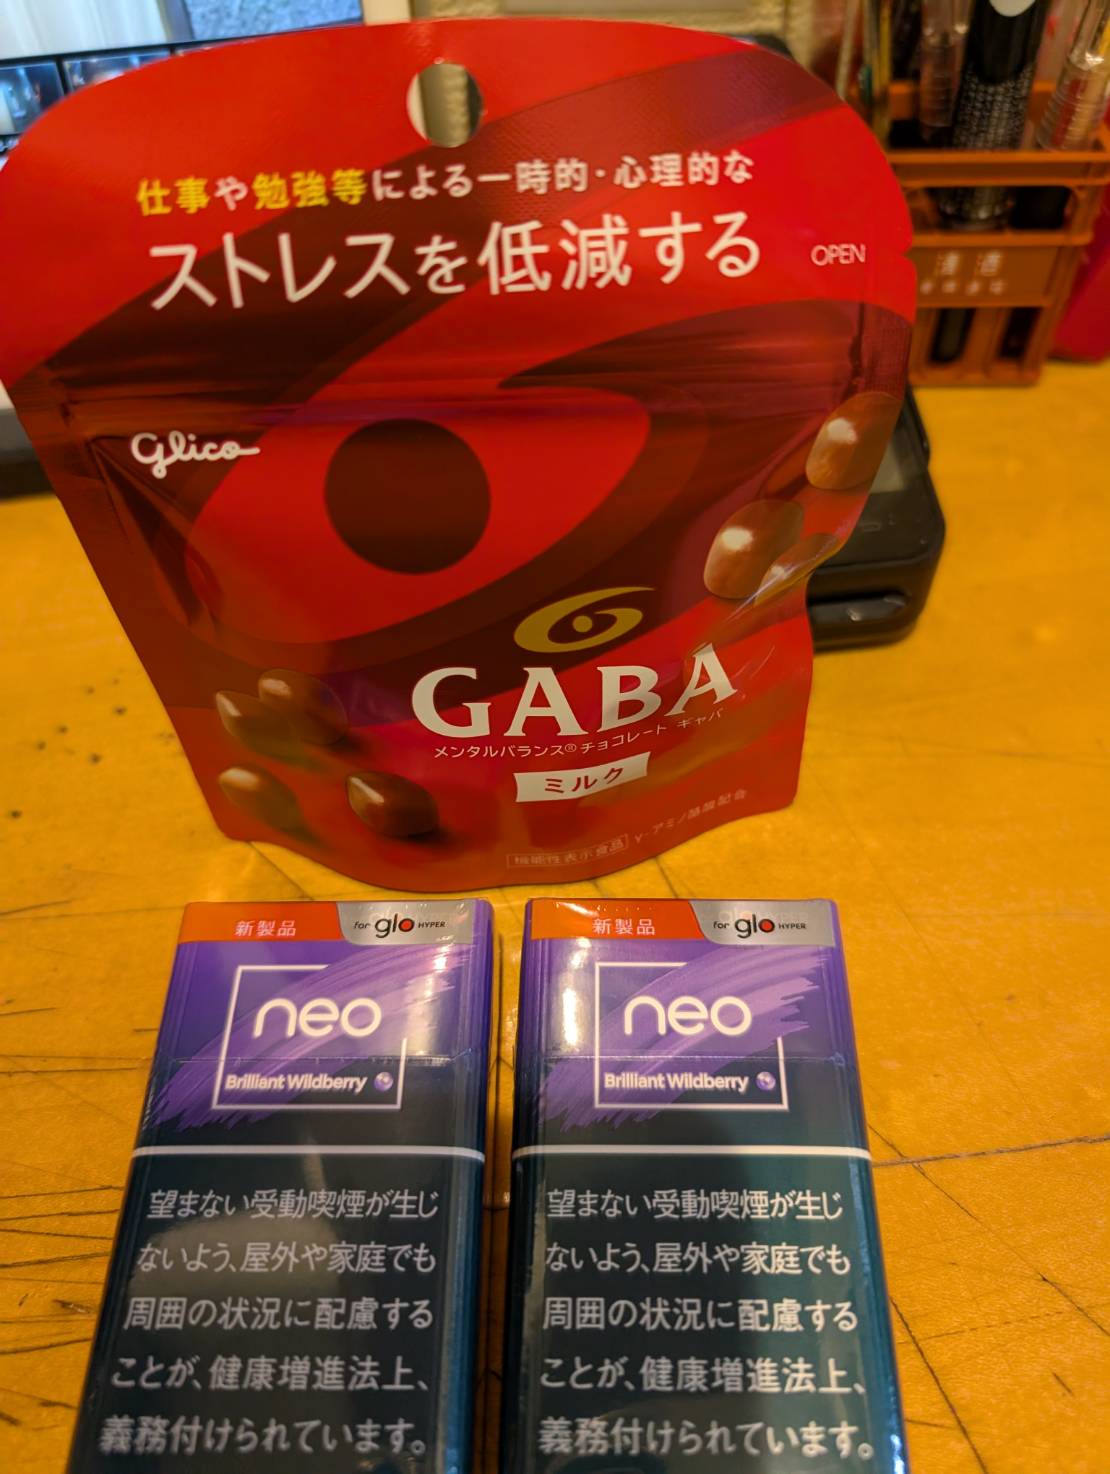 仕事や勉強等による一時的・心理的な
ストレスを低減する
OPEN
Glico
GABA
メンタルバランス®チョコレート ギャバ
ミルク
機能性表示食品 γ-アミノ酪酸配合
新製品 for glo HYPER
neo
Brilliant Wildberry
望まない受動喫煙が生じ
ないよう、屋外や家庭でも
周囲の状況に配慮する
ことが、健康増進法上、
義務付けられています。
新製品 for glo HYPER
neo
Brilliant Wildberry
望まない受動喫煙が生じ
ないよう、屋外や家庭でも
周囲の状況に配慮する
ことが、健康増進法上、
義務付けられています。